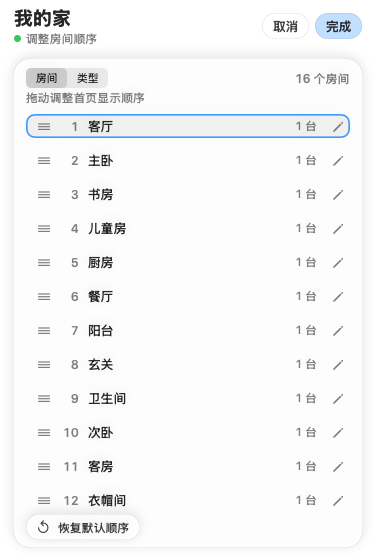 我的家
调整房间顺序
取消
完成
房间
类型
16 个房间
拖动调整首页显示顺序
1 客厅 1 台
2 主卧 1 台
3 书房 1 台
4 儿童房 1 台
5 厨房 1 台
6 餐厅 1 台
7 阳台 1 台
8 玄关 1 台
9 卫生间 1 台
10 次卧 1 台
11 客房 1 台
12 衣帽间 1 台
恢复默认顺序